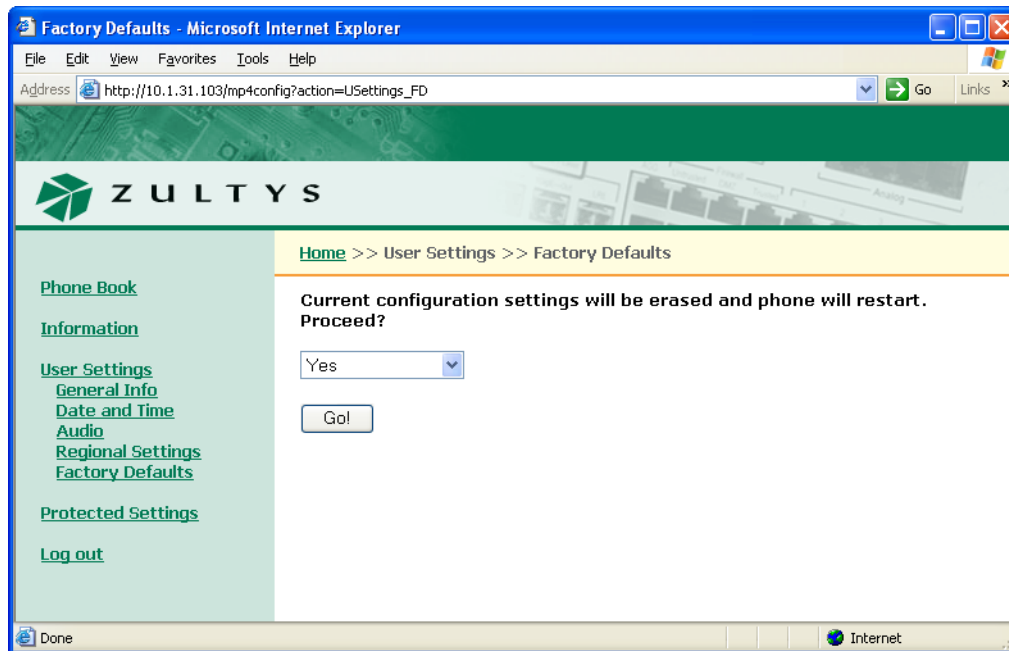 Factory Defaults - Microsoft Internet Explorer
File Edit View Favorites Tools Help
Address http://10.1.31.103/mp4config?action=USettings_FD Go Links »
ZULTYS
Home >> User Settings >> Factory Defaults
Phone Book
Information
User Settings
General Info
Date and Time
Audio
Regional Settings
Factory Defaults
Protected Settings
Log out
Current configuration settings will be erased and phone will restart.
Proceed?
Yes
Go!
Done Internet